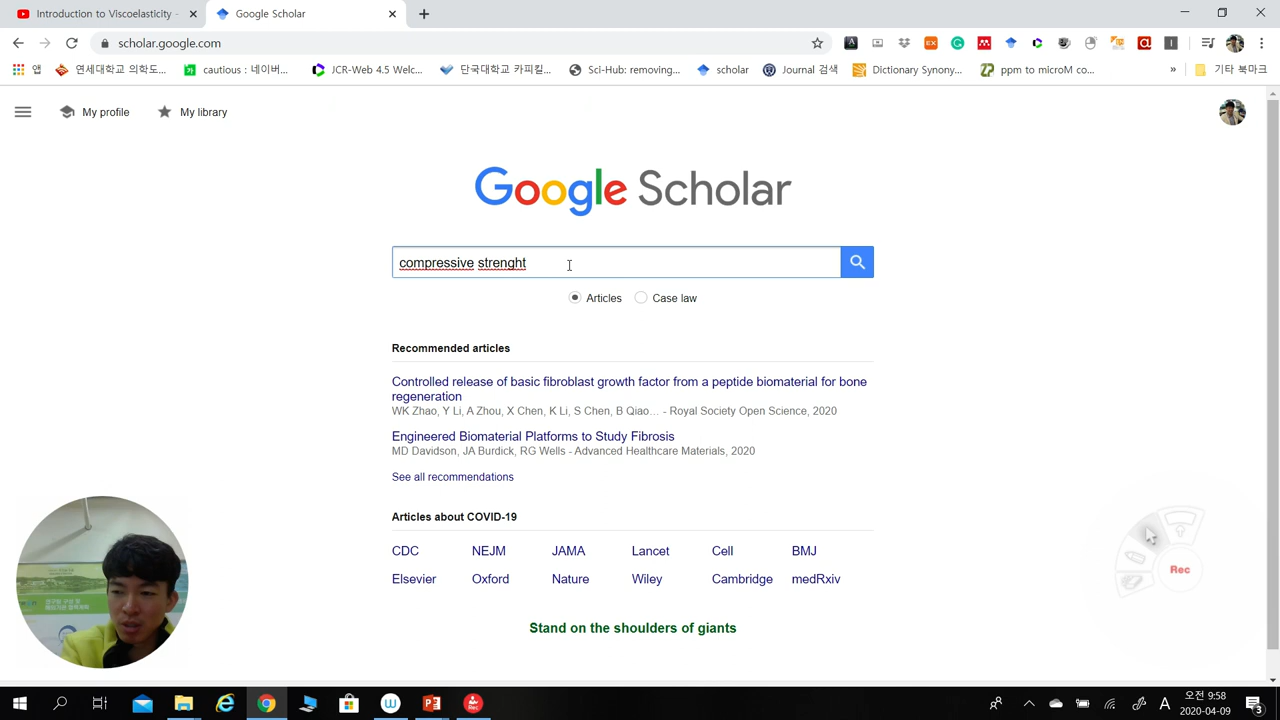 Introduction to Viscoelasticity -
Google Scholar
scholar.google.com
앱
연세대학교 의학도...
cautious : 네이버...
JCR-Web 4.5 Welc...
단국대학교 카피킬...
Sci-Hub: removing...
scholar
Journal 검색
Dictionary Synony...
ppm to microM co...
»
기타 북마크
My profile
My library
Google Scholar
compressive strenght
Articles
Case law
Recommended articles
Controlled release of basic fibroblast growth factor from a peptide biomaterial for bone
regeneration
WK Zhao, Y Li, A Zhou, X Chen, K Li, S Chen, B Qiao... - Royal Society Open Science, 2020
Engineered Biomaterial Platforms to Study Fibrosis
MD Davidson, JA Burdick, RG Wells - Advanced Healthcare Materials, 2020
See all recommendations
Articles about COVID-19
CDC NEJM JAMA Lancet Cell BMJ
Elsevier Oxford Nature Wiley Cambridge medRxiv
Stand on the shoulders of giants
Rec
A
오전 9:58
2020-04-09
3